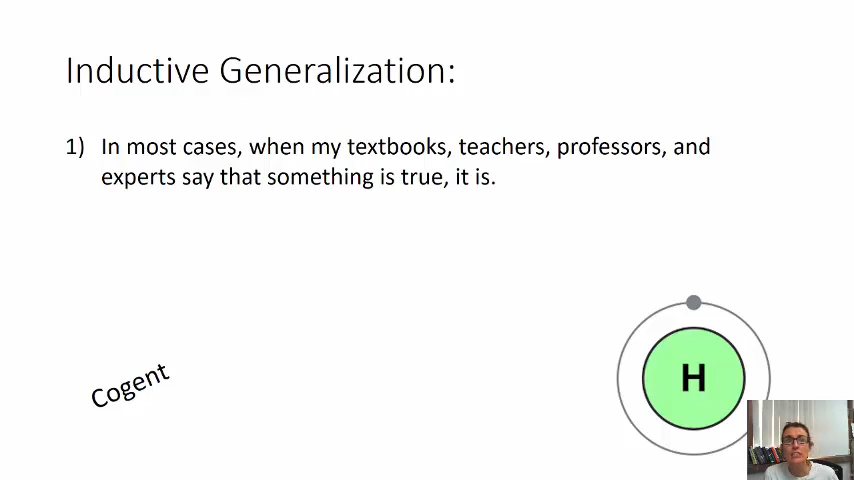 Inductive Generalization:
1) In most cases, when my textbooks, teachers, professors, and
experts say that something is true, it is.
Cogent
H